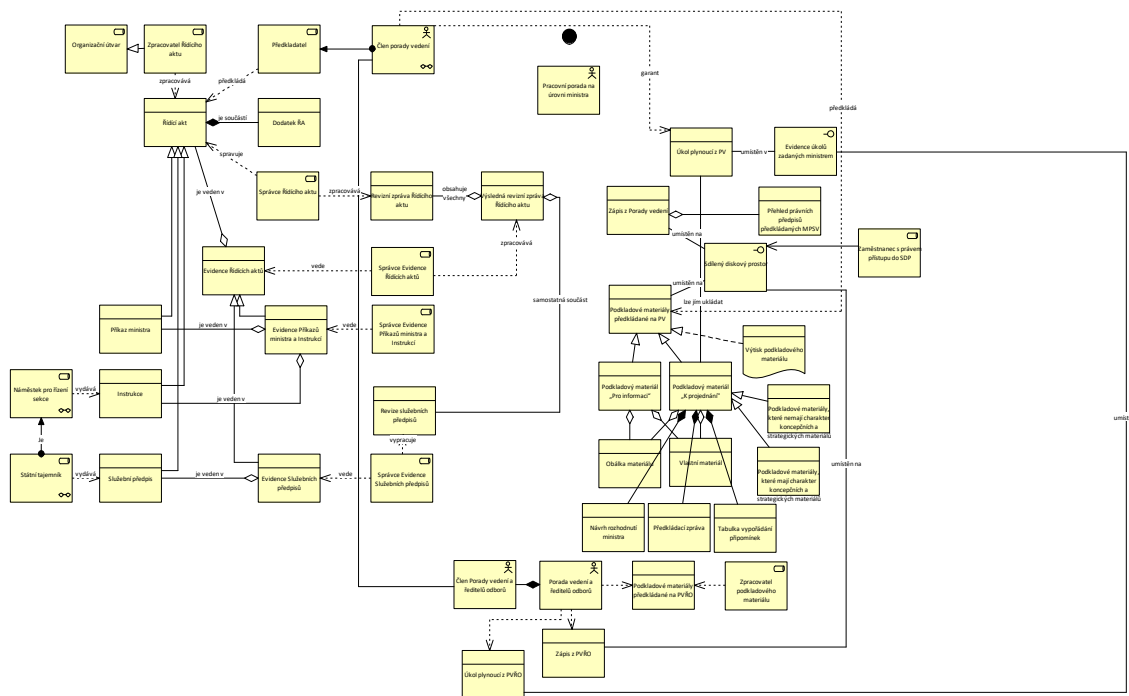 Organizační útvar
Zpracovatel Řídícího
aktu
Předkladatel
Člen porady vedení
Pracovní porada na
úrovni ministra
garant
předkládá
zpracovává
předkládá
Řídící akt
je součástí
Dodatek ŘA
spravuje
Správce Řídícího aktu
zpracovává
Revizní zpráva Řídícího
aktu
obsahuje
všechny
Výsledná revizní zpráva
Řídícího aktu
je veden v
Úkol plynoucí z PV
umístěn v
Evidence úkolů
zadaných ministrem
Zápis z Porady vedení
Přehled právních
předpisů
předkládaných MPSV
umístěn na
Sdílený diskový prostor
Zaměstnanec s právem
přístupu do SDP
zpracovává
Evidence Řídících aktů
vede
Správce Evidence
Řídících aktů
umístěn na
samostatná součást
lze jím ukládat
Podkladové materiály
předkládané na PV
Příkaz ministra
je veden v
Evidence Příkazů
ministra a Instrukcí
vede
Správce Evidence
Příkazů ministra a
Instrukcí
Výtisk podkladového
materiálu
Náměstek pro řízení
sekce
vydává
Instrukce
je veden v
Revize služebních
předpisů
Podkladový materiál
„Pro informaci“
Podkladový materiál
„K projednání“
Podkladové materiály,
které nemají charakter
koncepčních a
strategických materiálů
umíst
Je
vypracuje
Státní tajemník
vydává
Služební předpis
je veden v
Evidence Služebních
předpisů
vede
Správce Evidence
Služebních předpisů
Obálka materiálu
Vlastní materiál
Podkladové materiály,
které mají charakter
koncepčních a
strategických materiálů
umístěn na
Návrh rozhodnutí
ministra
Předkládací zpráva
Tabulka vypořádání
připomínek
Člen Porady vedení a
ředitelů odborů
Porada vedení a
ředitelů odborů
Podkladové materiály
předkládané na PVŘO
Zpracovatel
podkladového
materiálu
Zápis z PVŘO
Úkol plynoucí z PVŘO